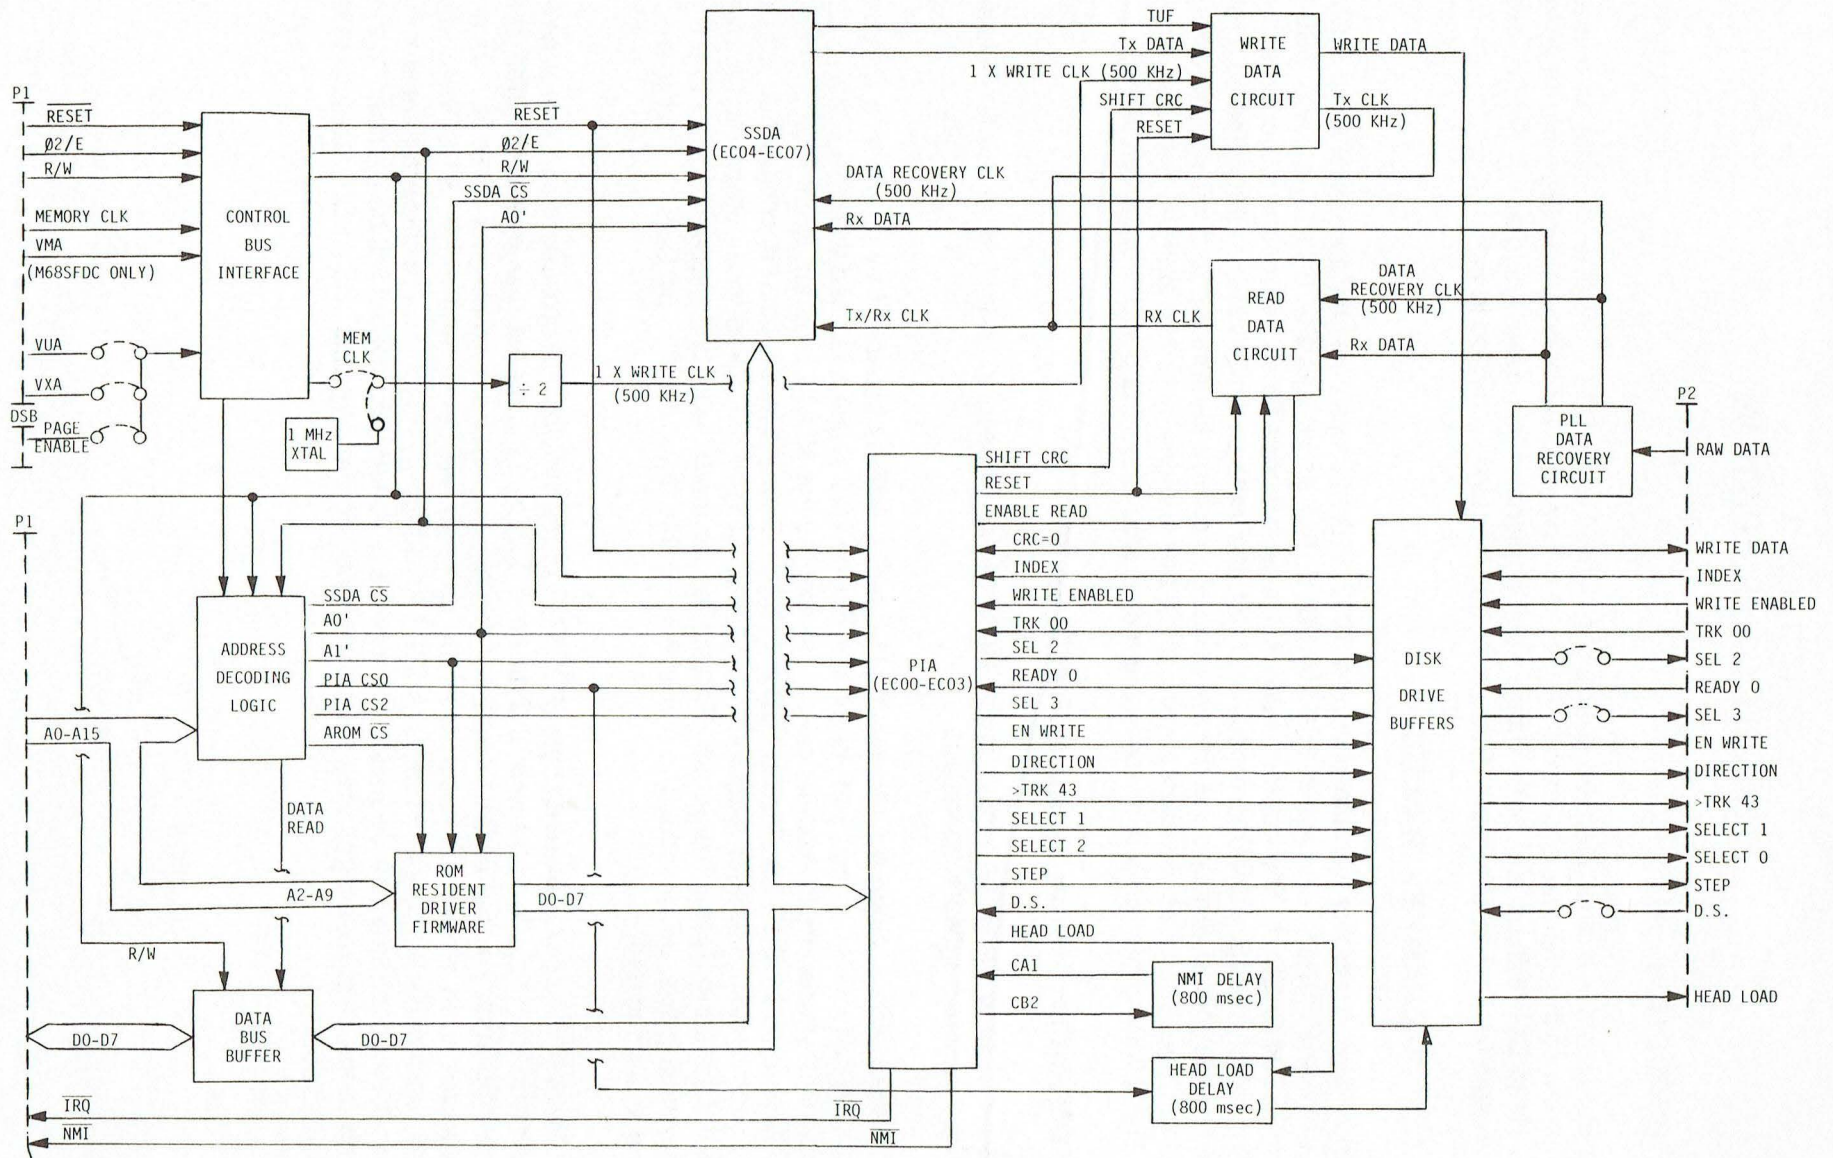 P1
RESET
Ø2/E
R/W
MEMORY CLK
VMA
(M68SFDC ONLY)
VUA
VXA
DSB
PAGE
ENABLE
CONTROL
BUS
INTERFACE
RESET
Ø2/E
R/W
SSDA CS
A0'
MEM
CLK
1 MHz
XTAL
÷ 2
1 X WRITE CLK
(500 KHz)
SSDA
(EC04-EC07)
TUF
Tx DATA
1 X WRITE CLK (500 KHz)
SHIFT CRC
RESET
WRITE
DATA
CIRCUIT
WRITE DATA
Tx CLK
(500 KHz)
DATA RECOVERY CLK
(500 KHz)
Rx DATA
Tx/Rx CLK
RX CLK
READ
DATA
CIRCUIT
DATA
RECOVERY CLK
(500 KHz)
Rx DATA
PLL
DATA
RECOVERY
CIRCUIT
P2
RAW DATA
P1
ADDRESS
DECODING
LOGIC
SSDA CS
A0'
A1'
PIA CS0
PIA CS2
AROM CS
A0-A15
DATA
READ
A2-A9
ROM
RESIDENT
DRIVER
FIRMWARE
D0-D7
R/W
DATA
BUS
BUFFER
D0-D7
D0-D7
IRQ
NMI
IRQ
NMI
PIA
(EC00-EC03)
SHIFT CRC
RESET
ENABLE READ
CRC=0
INDEX
WRITE ENABLED
TRK 00
SEL 2
READY 0
SEL 3
EN WRITE
DIRECTION
>TRK 43
SELECT 1
SELECT 2
STEP
D.S.
HEAD LOAD
CA1
CB2
NMI DELAY
(800 msec)
HEAD LOAD
DELAY
(800 msec)
DISK
DRIVE
BUFFERS
WRITE DATA
INDEX
WRITE ENABLED
TRK 00
SEL 2
READY 0
SEL 3
EN WRITE
DIRECTION
>TRK 43
SELECT 1
SELECT 0
STEP
D.S.
HEAD LOAD